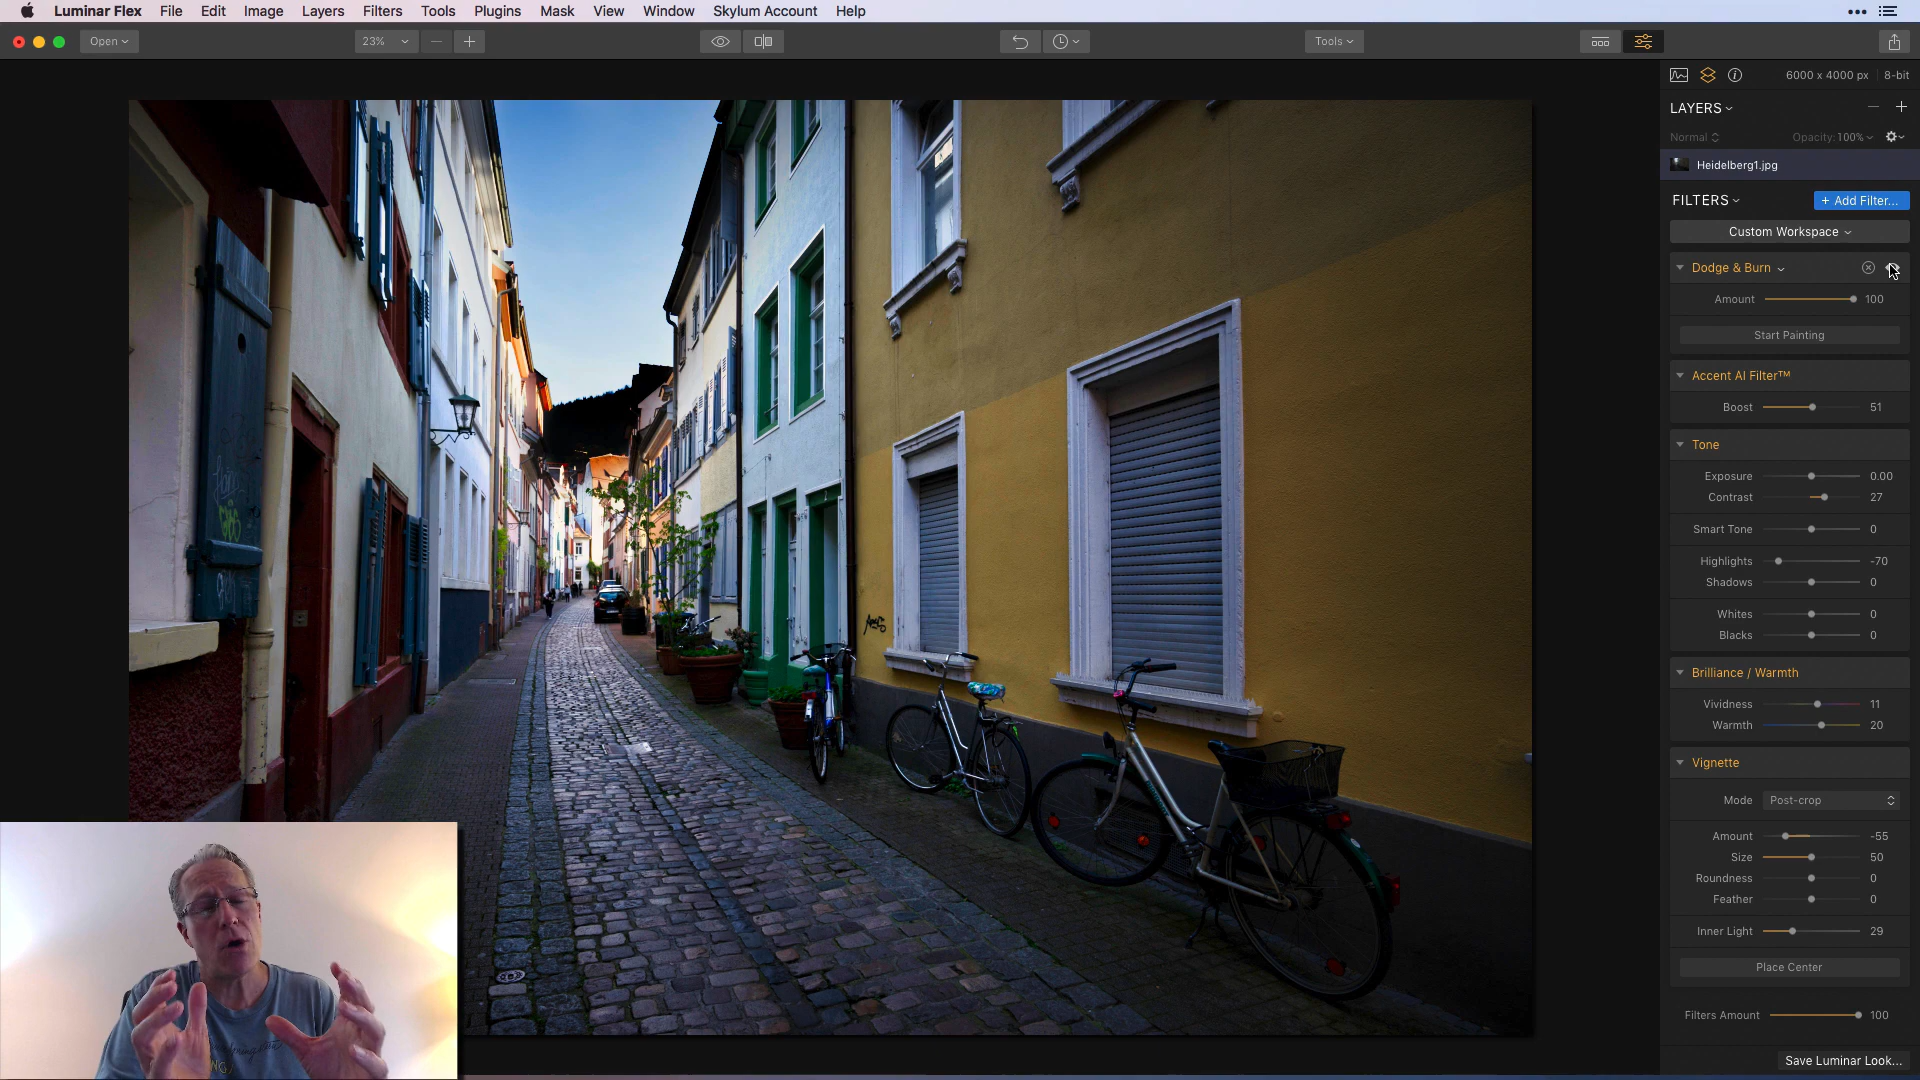 Luminar Flex File Edit Image Layers Filters Tools Plugins Mask View Window Skylum Account Help
Open 23% Tools
6000 x 4000 px 8-bit
LAYERS
Normal Opacity: 100%
Heidelberg1.jpg
FILTERS + Add Filter...
Custom Workspace
Dodge & Burn
Amount 100
Start Painting
Accent AI Filter™
Boost 51
Tone
Exposure 0.00
Contrast 27
Smart Tone 0
Highlights -70
Shadows 0
Whites 0
Blacks 0
Brilliance / Warmth
Vividness 11
Warmth 20
Vignette
Mode Post-crop
Amount -55
Size 50
Roundness 0
Feather 0
Inner Light 29
Place Center
Filters Amount 100
Save Luminar Look...